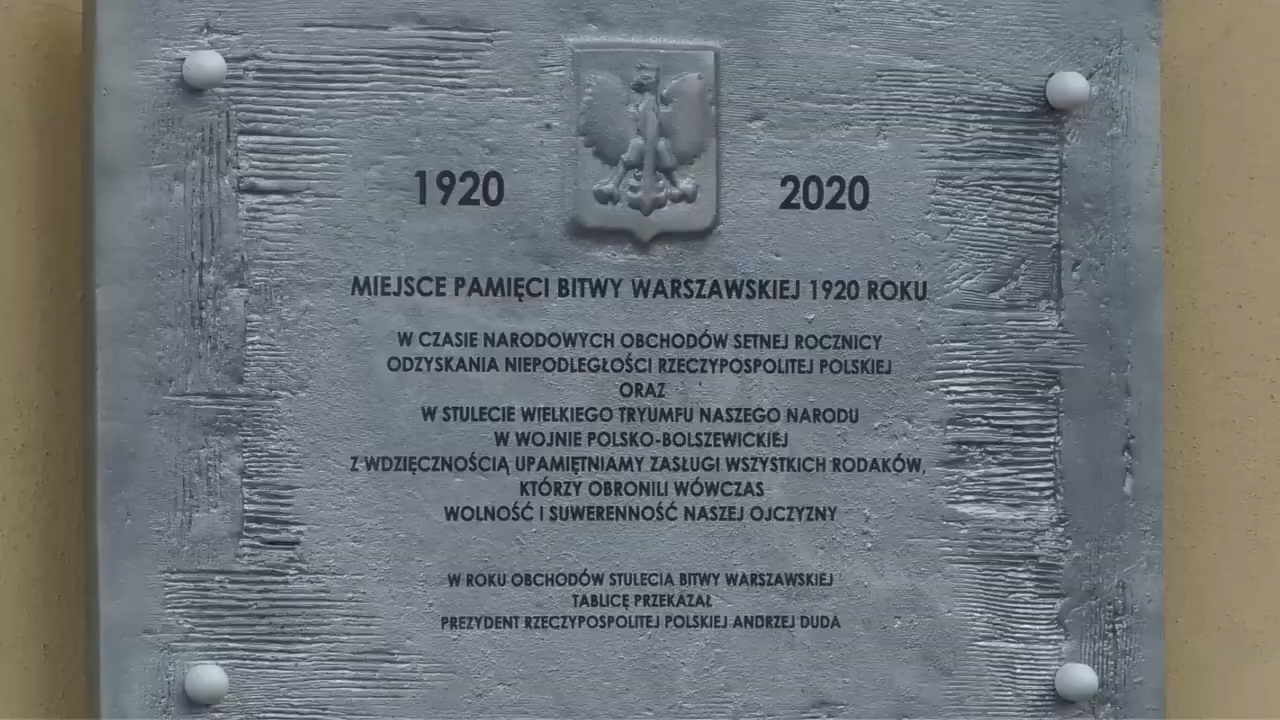 1920 2020
MIEJSCE PAMIĘCI BITWY WARSZAWSKIEJ 1920 ROKU
W CZASIE NARODOWYCH OBCHODÓW SETNEJ ROCZNICY
ODZYSKANIA NIEPODLEGŁOŚCI RZECZYPOSPOLITEJ POLSKIEJ
ORAZ
W STULECIE WIELKIEGO TRYUMFU NASZEGO NARODU
W WOJNIE POLSKO-BOLSZEWICKIEJ
Z WDZIĘCZNOŚCIĄ UPAMIĘTNIAMY ZASŁUGI WSZYSTKICH RODAKÓW,
KTÓRZY OBRONILI WÓWCZAS
WOLNOŚĆ I SUWERENNOŚĆ NASZEJ OJCZYZNY
W ROKU OBCHODÓW STULECIA BITWY WARSZAWSKIEJ
TABLICĘ PRZEKAZAŁ
PREZYDENT RZECZYPOSPOLITEJ POLSKIEJ ANDRZEJ DUDA